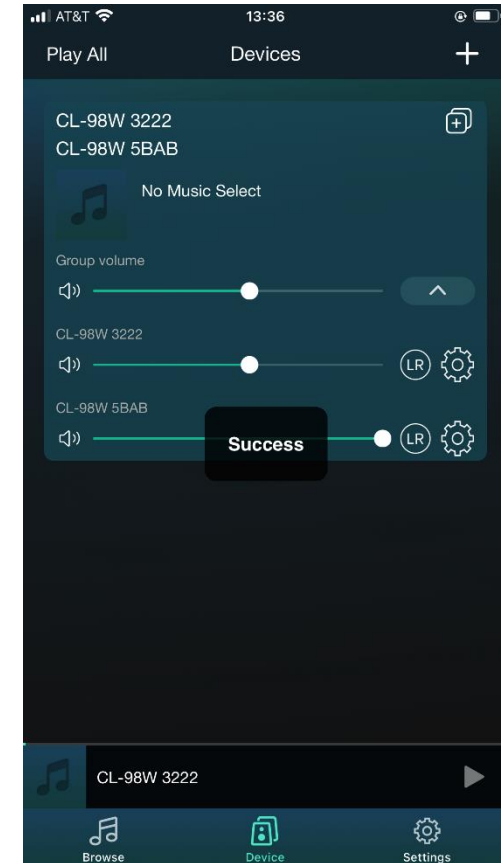 AT&T 13:36
Play All Devices
CL-98W 3222
CL-98W 5BAB
No Music Select
Group volume
CL-98W 3222
LR
CL-98W 5BAB
LR
Success
CL-98W 3222
Browse Device Settings